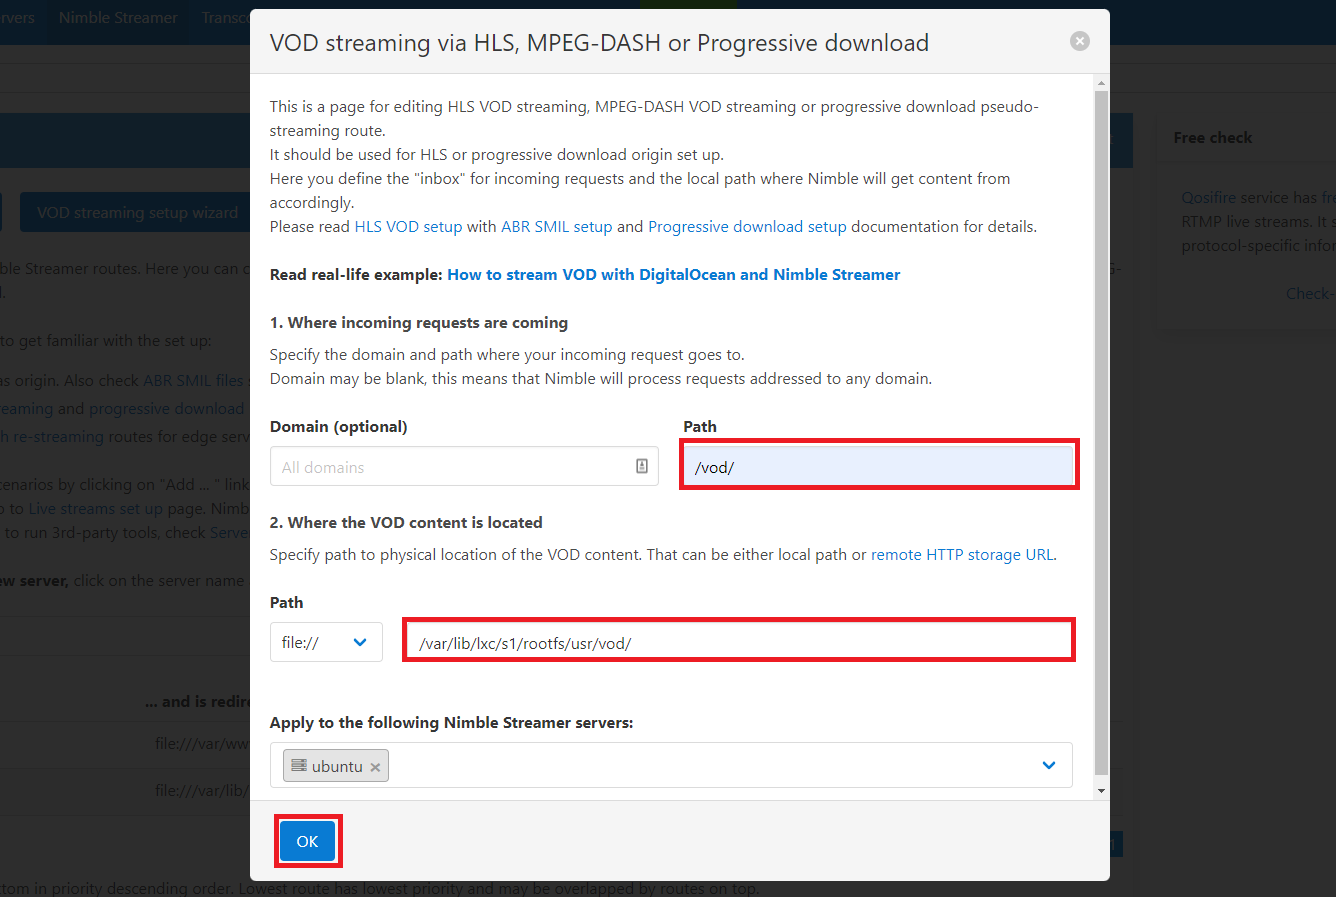 rvers
Nimble Streamer
Transco
VOD streaming via HLS, MPEG-DASH or Progressive download
This is a page for editing HLS VOD streaming, MPEG-DASH VOD streaming or progressive download pseudo-
streaming route.
It should be used for HLS or progressive download origin set up.
Here you define the "inbox" for incoming requests and the local path where Nimble will get content from
accordingly.
Please read HLS VOD setup with ABR SMIL setup and Progressive download setup documentation for details.
Read real-life example: How to stream VOD with DigitalOcean and Nimble Streamer
1. Where incoming requests are coming
Specify the domain and path where your incoming request goes to.
Domain may be blank, this means that Nimble will process requests addressed to any domain.
Domain (optional)
Path
All domains
/vod/
2. Where the VOD content is located
Specify path to physical location of the VOD content. That can be either local path or remote HTTP storage URL.
Path
file://
/var/lib/lxc/s1/rootfs/usr/vod/
Apply to the following Nimble Streamer servers:
ubuntu
OK
VOD streaming setup wizard
ble Streamer routes. Here you can c
to get familiar with the set up:
as origin. Also check ABR SMIL files s
reaming and progressive download
h re-streaming routes for edge serv
cenarios by clicking on "Add ... " link
o to Live streams set up page. Nimb
to run 3rd-party tools, check Serve
ew server, click on the server name
... and is redire
file:///var/ww
file:///var/lib/
ttom in priority descending order. Lowest route has lowest priority and may be overlapped by routes on top.
Free check
Qosifire service has fre
RTMP live streams. It s
protocol-specific infor
Check-